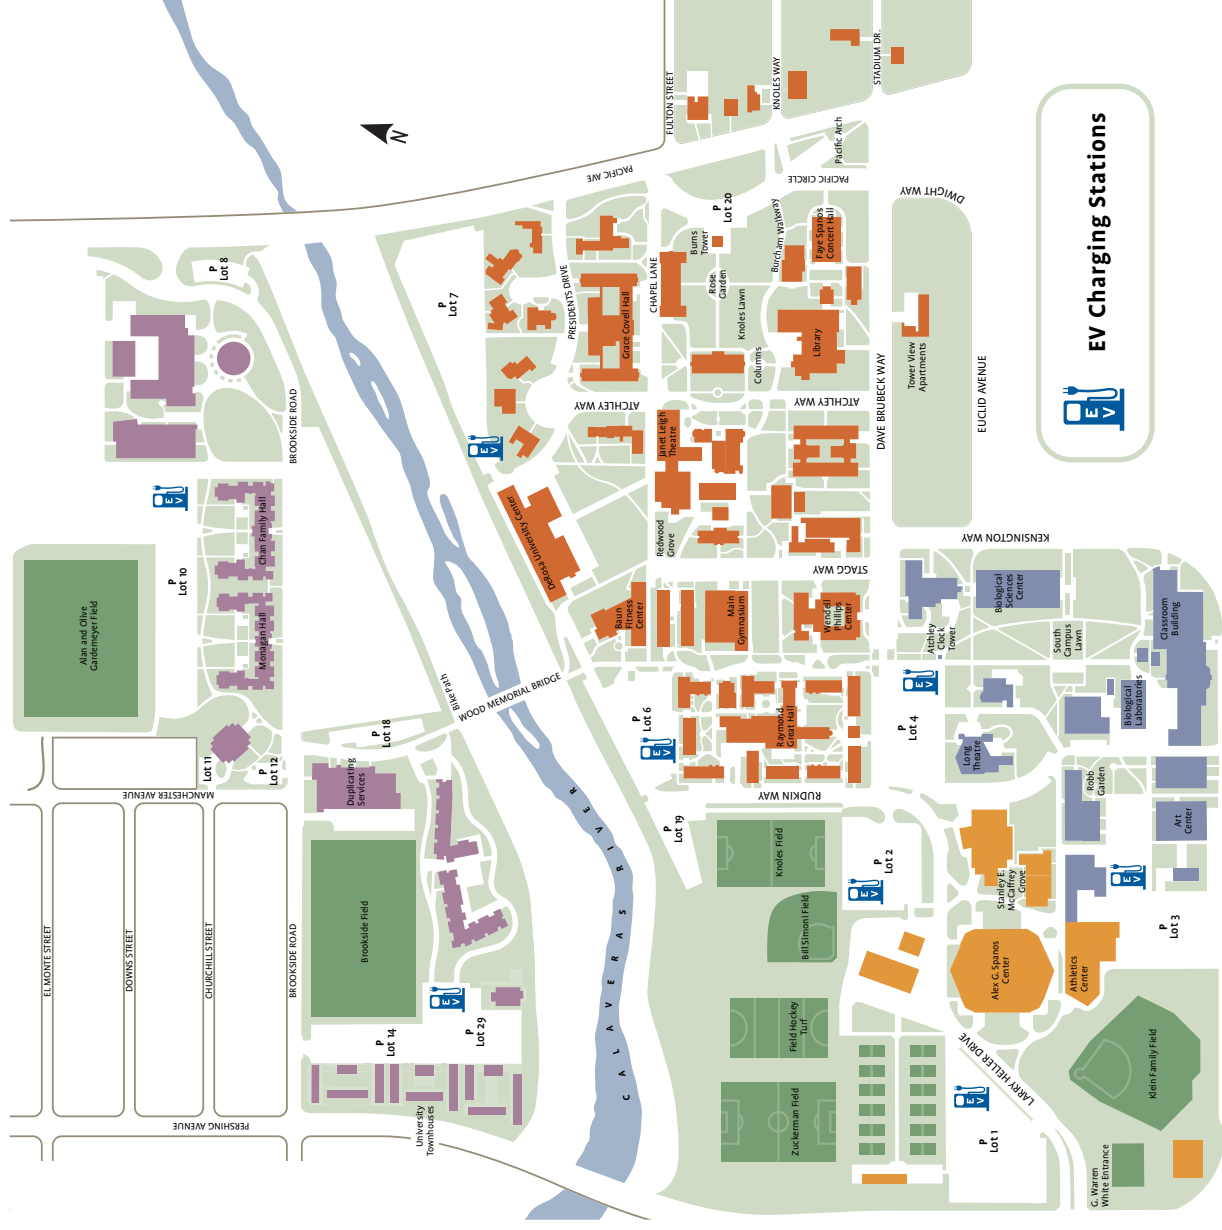 EV Charging Stations
EV
N
FULTON STREET
KNOLES WAY
STADIUM DR.
PACIFIC AVE
Pacific Arch
PACIFIC CIRCLE
DWIGHT WAY
P
Lot 20
P
Lot 8
P
Lot 7
Burns
Tower
Burcham Walkway
Faye Spanos
Concert Hall
PRESIDENTS DRIVE
CHAPEL LANE
Rose
Garden
Knoles Lawn
Grace Covell Hall
Library
Columns
Tower View
Apartments
EUCLID AVENUE
DAVE BRUBECK WAY
ATCHLEY WAY
ATCHLEY WAY
BROOKSIDE ROAD
Janet Leigh
Theatre
EV
EV
DeRosa University Center
Redwood
Grove
Chan Family Hall
P
Lot 10
Monagan Hall
Alan and Olive
Gardemeyer Field
STAGG WAY
KENSINGTON WAY
Baun
Fitness
Center
Main
Gymnasium
Wendell
Phillips
Center
Atchley
Clock
Tower
Biological
Sciences
Center
South
Campus
Lawn
Classroom
Building
Bike Path
WOOD MEMORIAL BRIDGE
EV
P
Lot 6
EV
P
Lot 4
Raymond
Great Hall
Biological
Laboratories
Long
Theatre
P
Lot 18
Lot 11
P
Lot 12
Duplicating
Services
MANCHESTER AVENUE
RUDKIN WAY
Robb
Garden
Art
Center
P
Lot 19
Knoles Field
P
Lot 2
EV
Stanley E.
McCaffrey
Grove
EV
P
Lot 3
CALAVERAS RIVER
Bill Simoni Field
Brookside Field
EL MONTE STREET
DOWNS STREET
CHURCHILL STREET
BROOKSIDE ROAD
Alex G. Spanos
Center
Athletics
Center
EV
P
Lot 14
P
Lot 29
Field Hockey
Turf
LARRY HELLER DRIVE
Klein Family Field
EV
P
Lot 1
Zuckerman Field
University
Townhouses
PERSHING AVENUE
G. Warren
White Entrance